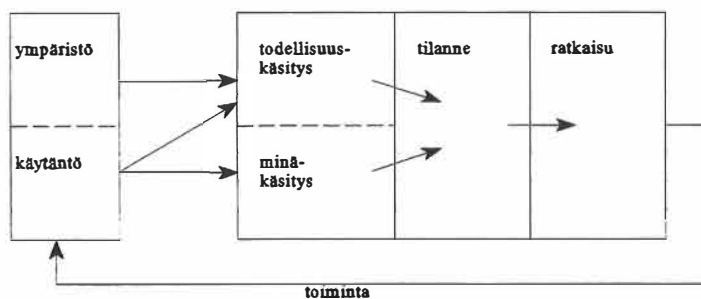 ympäristö
käytäntö
todellisuus-
käsitys
minä-
käsitys
tilanne
ratkaisu
toiminta